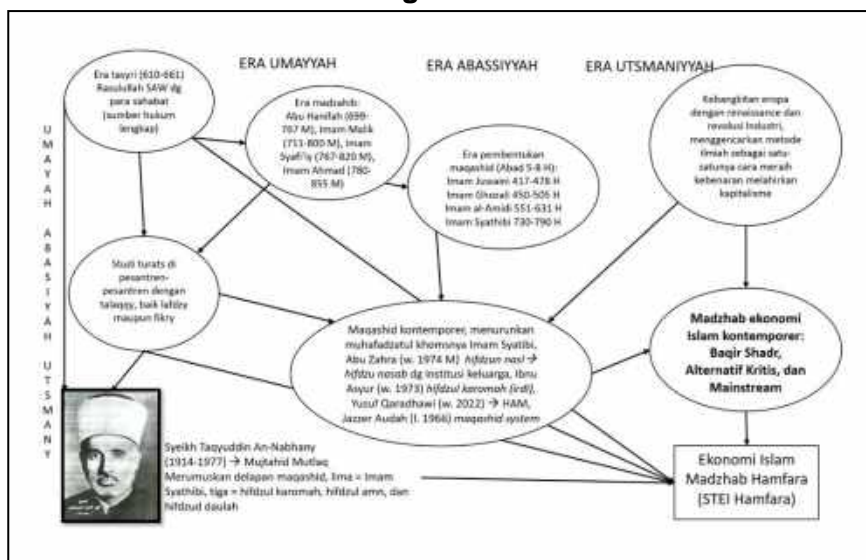 ERA UMAYYAH
ERA ABASSIYYAH
ERA UTSMANIYYAH
Era tasyri (610-661)
Rasulullah SAW dg
para sahabat
(sumber hukum
lengkap)
Era madzahib:
Abu Hanifah (699-
767 M), Imam Malik
(711-800 M), Imam
Syafi'iy (767-820 M),
Imam Ahmad (780-
855 M)
Era pembentukan
maqashid (Abad 5-8 H):
Imam Juwaini 417-478 H
Imam Ghozali 450-505 H
Imam al-Amidi 551-631 H
Imam Syathibi 730-790 H
Kebangkitan eropa
dengan renaissance dan
revolusi Industri,
menggencarkan metode
ilmiah sebagai satu-
satunya cara meraih
kebenaran melahirkan
kapitalisme
UMAYAH ABASIYAH UTSMANY
Studi turats di
pesantren-
pesantren dengan
talaqqy, baik lafdzy
maupun fikry
Maqashid kontemporer, menurunkan
muhafadzatul khomsnya Imam Syatibi,
Abu Zahra (w. 1974 M) hifdzun nasl →
hifdzu nasab dg institusi keluarga, Ibnu
Asyur (w. 1973) hifdzul karomah (irdl),
Yusuf Qaradhawi (w. 2022) → HAM,
Jazzer Audah (l. 1966) maqashid system
Madzhab ekonomi
Islam kontemporer:
Baqir Shadr,
Alternatif Kritis, dan
Mainstream
Syeikh Taqyuddin An-Nabhany
(1914-1977) → Mujtahid Mutlaq
Merumuskan delapan maqashid, lima = Imam
Syathibi, tiga = hifdzul karomah, hifdzul amn, dan
hifdzud daulah
Ekonomi Islam
Madzhab Hamfara
(STEI Hamfara)